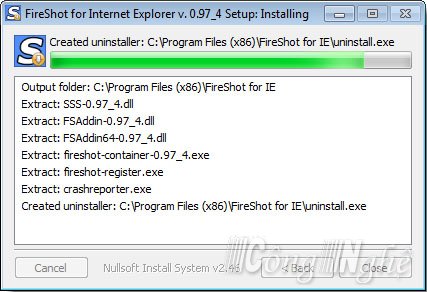 FireShot for Internet Explorer v. 0.97_4 Setup: Installing
Created uninstaller: C:\Program Files (x86)\FireShot for IE\uninstall.exe
Output folder: C:\Program Files (x86)\FireShot for IE
Extract: SSS-0.97_4.dll
Extract: FSAddin-0.97_4.dll
Extract: FSAddin64-0.97_4.dll
Extract: fireshot-container-0.97_4.exe
Extract: fireshot-register.exe
Extract: crashreporter.exe
Created uninstaller: C:\Program Files (x86)\FireShot for IE\uninstall.exe
Công Nghệ
Cancel
Nullsoft Install System v2.46
< Back
Close